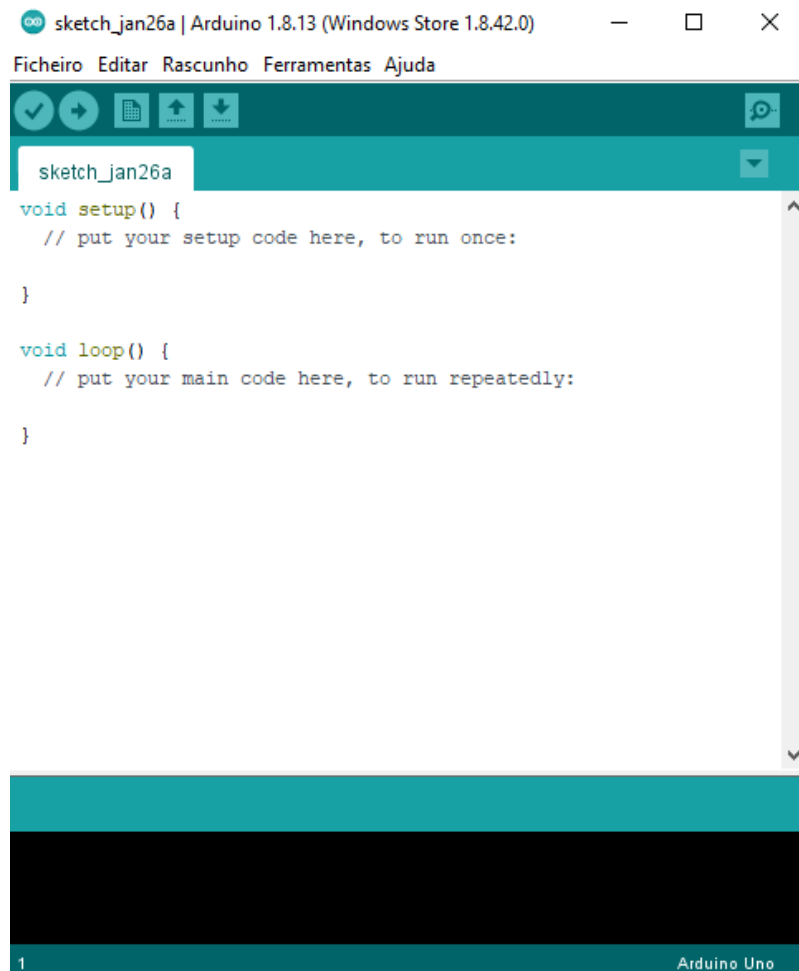 sketch_jan26a | Arduino 1.8.13 (Windows Store 1.8.42.0)
Ficheiro Editar Rascunho Ferramentas Ajuda
sketch_jan26a
void setup() {
  // put your setup code here, to run once:
}
void loop() {
  // put your main code here, to run repeatedly:
}
1 Arduino Uno